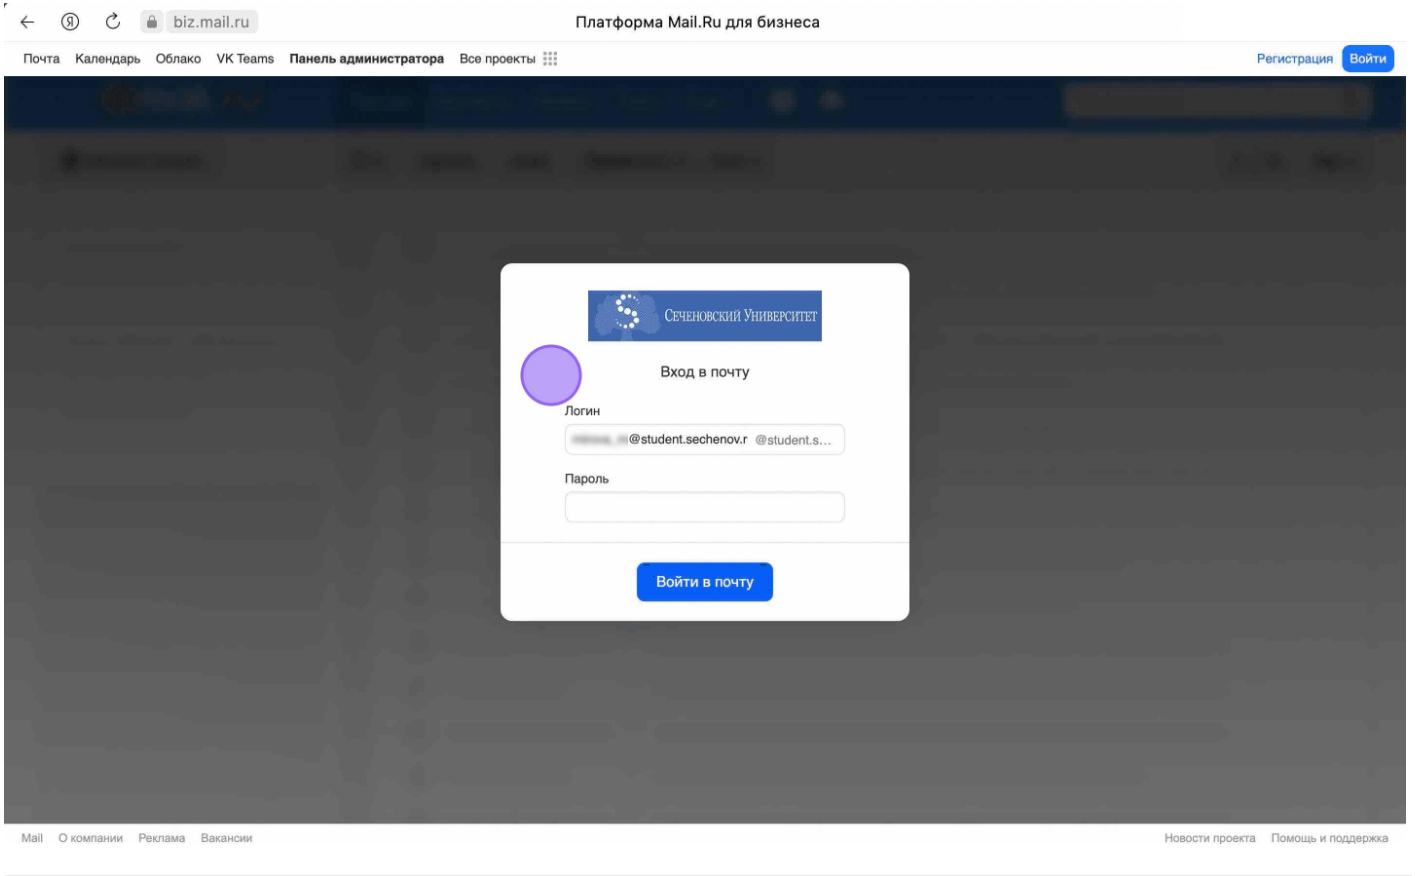 biz.mail.ru
Платформа Mail.Ru для бизнеса
Почта Календарь Облако VK Teams Панель администратора Все проекты
Регистрация Войти
Сеченовский Университет
Вход в почту
Логин
@student.sechenov.r @student.s...
Пароль
Войти в почту
Mail О компании Реклама Вакансии
Новости проекта Помощь и поддержка